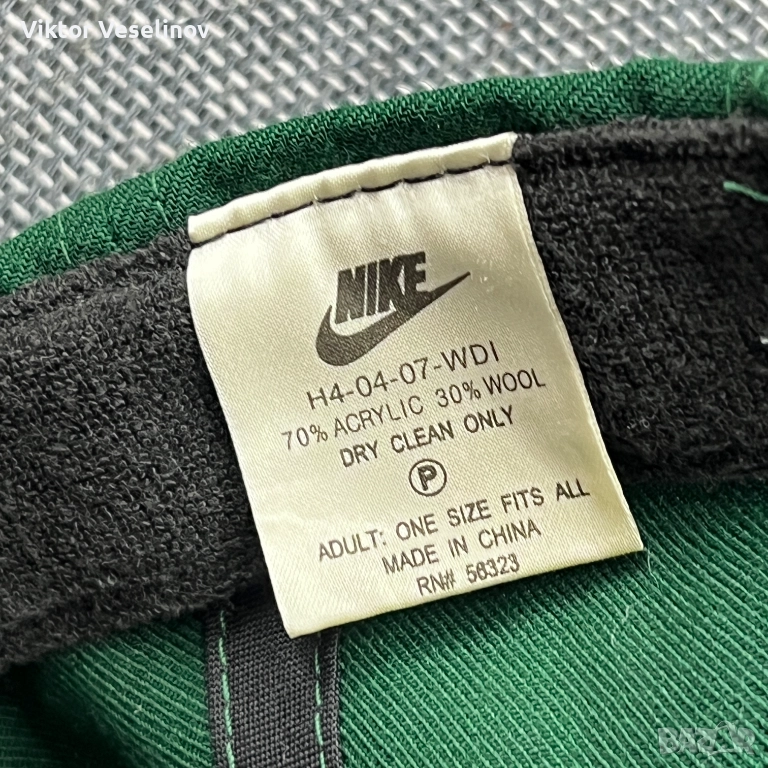 Viktor Veselinov
NIKE
H4-04-07-WDI
70% ACRYLIC 30% WOOL
DRY CLEAN ONLY
P
ADULT: ONE SIZE FITS ALL
MADE IN CHINA
RN# 56323
BAZAR